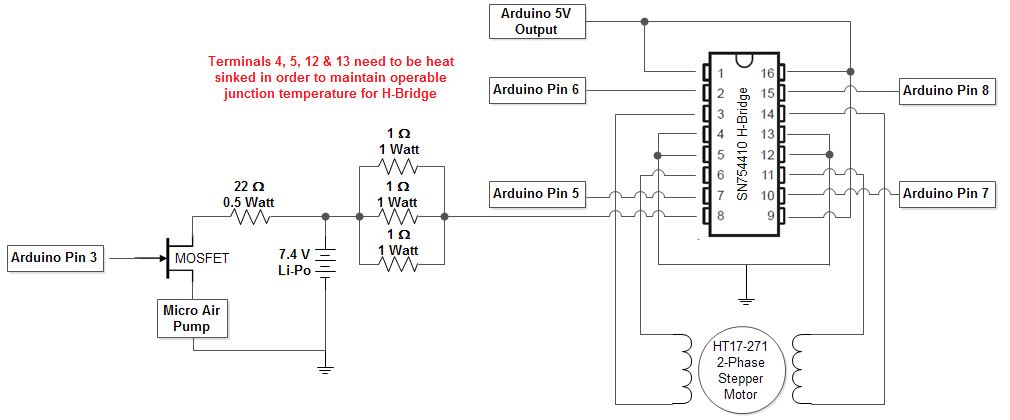 Arduino 5V
Output
Terminals 4, 5, 12 & 13 need to be heat
sinked in order to maintain operable
junction temperature for H-Bridge
Arduino Pin 6
Arduino Pin 8
1 Ω
1 Watt
1 Ω
1 Watt
1 Ω
1 Watt
22 Ω
0.5 Watt
Arduino Pin 5
Arduino Pin 7
SN754410 H-Bridge
1
2
3
4
5
6
7
8
16
15
14
13
12
11
10
9
Arduino Pin 3
MOSFET
7.4 V
Li-Po
Micro Air
Pump
HT17-271
2-Phase
Stepper
Motor